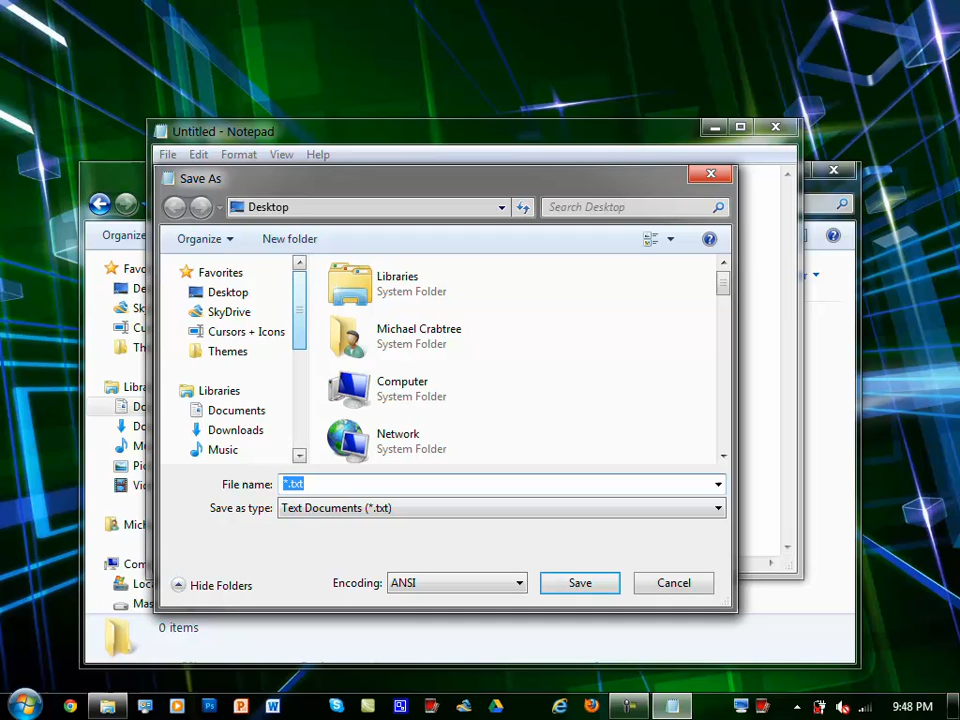 Untitled - Notepad
File Edit Format View Help
Save As
Desktop
Search Desktop
Organize
New folder
Favorites
Desktop
SkyDrive
Cursors + Icons
Themes
Libraries
Documents
Downloads
Music
Libraries
System Folder
Michael Crabtree
System Folder
Computer
System Folder
Network
System Folder
File name: *.txt
Save as type: Text Documents (*.txt)
Hide Folders
Encoding: ANSI
Save
Cancel
Organize
0 items
9:48 PM